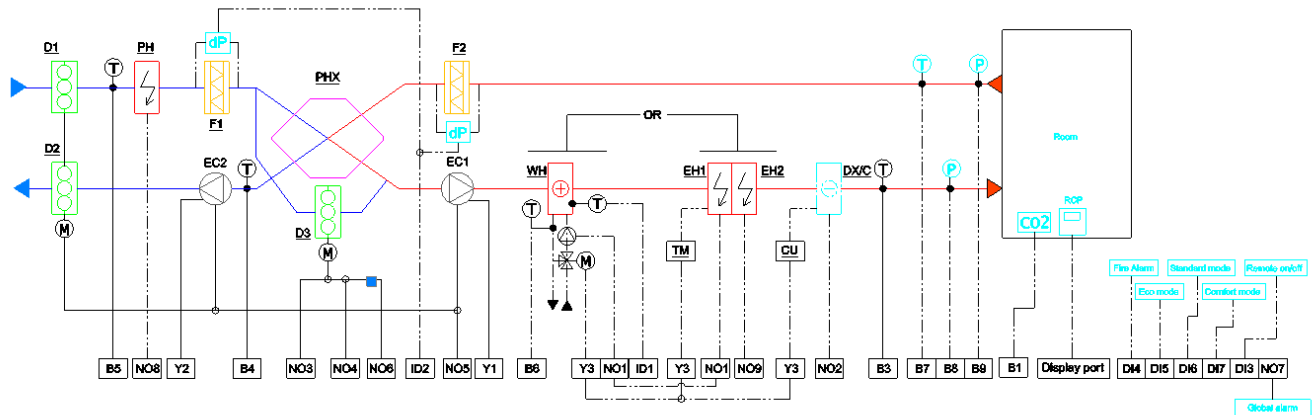 D1
PH
dP
F2
T
T
P
PHX
F1
OR
dP
Room
D2
EC2
T
EC1
WH
EH1
EH2
DX/C
T
P
T
T
RCP
CO2
M
D3
M
M
TM
CU
Fire Alarm
Standard mode
Remote on/off
Eco mode
Comfort mode
B5
NO8
Y2
B4
NO3
NO4
NO6
ID2
NO5
Y1
B6
Y3
NO1
ID1
Y3
NO1
NO9
Y3
NO2
B3
B7
B8
B9
B1
Display port
DI4
DI5
DI6
DI7
DI3
NO7
Global alarm